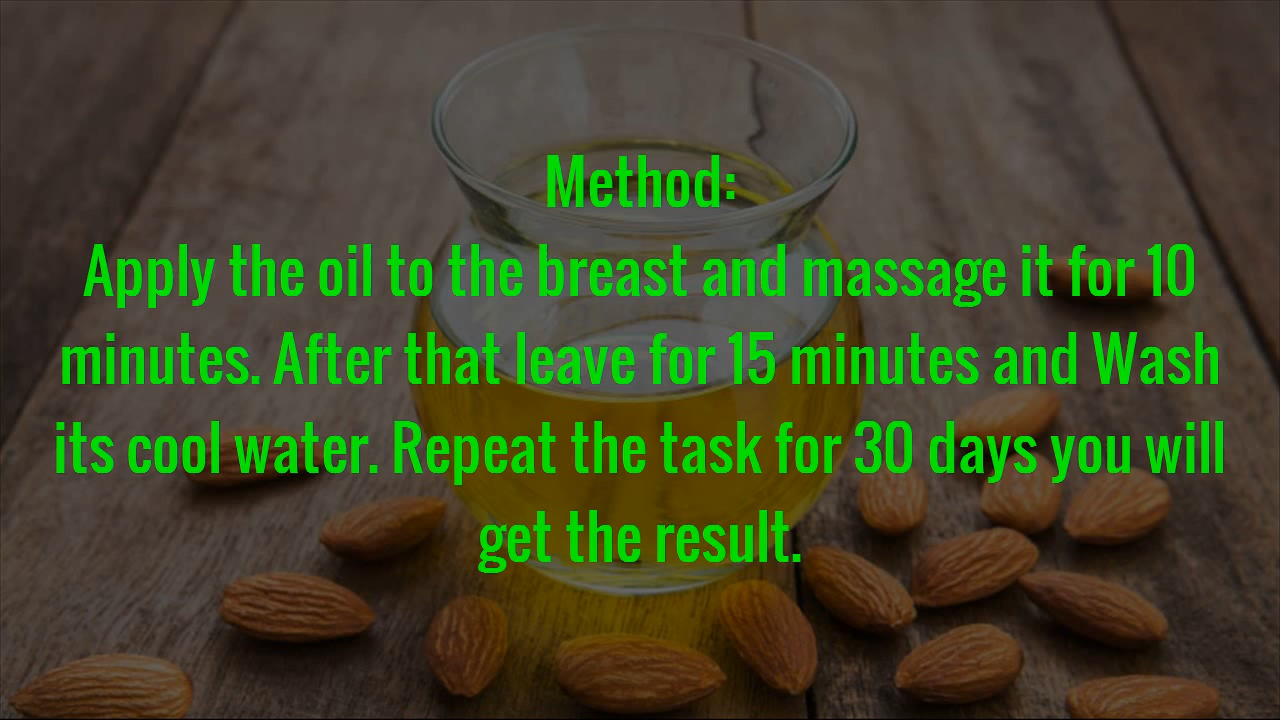 Method:
Apply the oil to the breast and massage it for 10
minutes. After that leave for 15 minutes and Wash
its cool water. Repeat the task for 30 days you will
get the result.